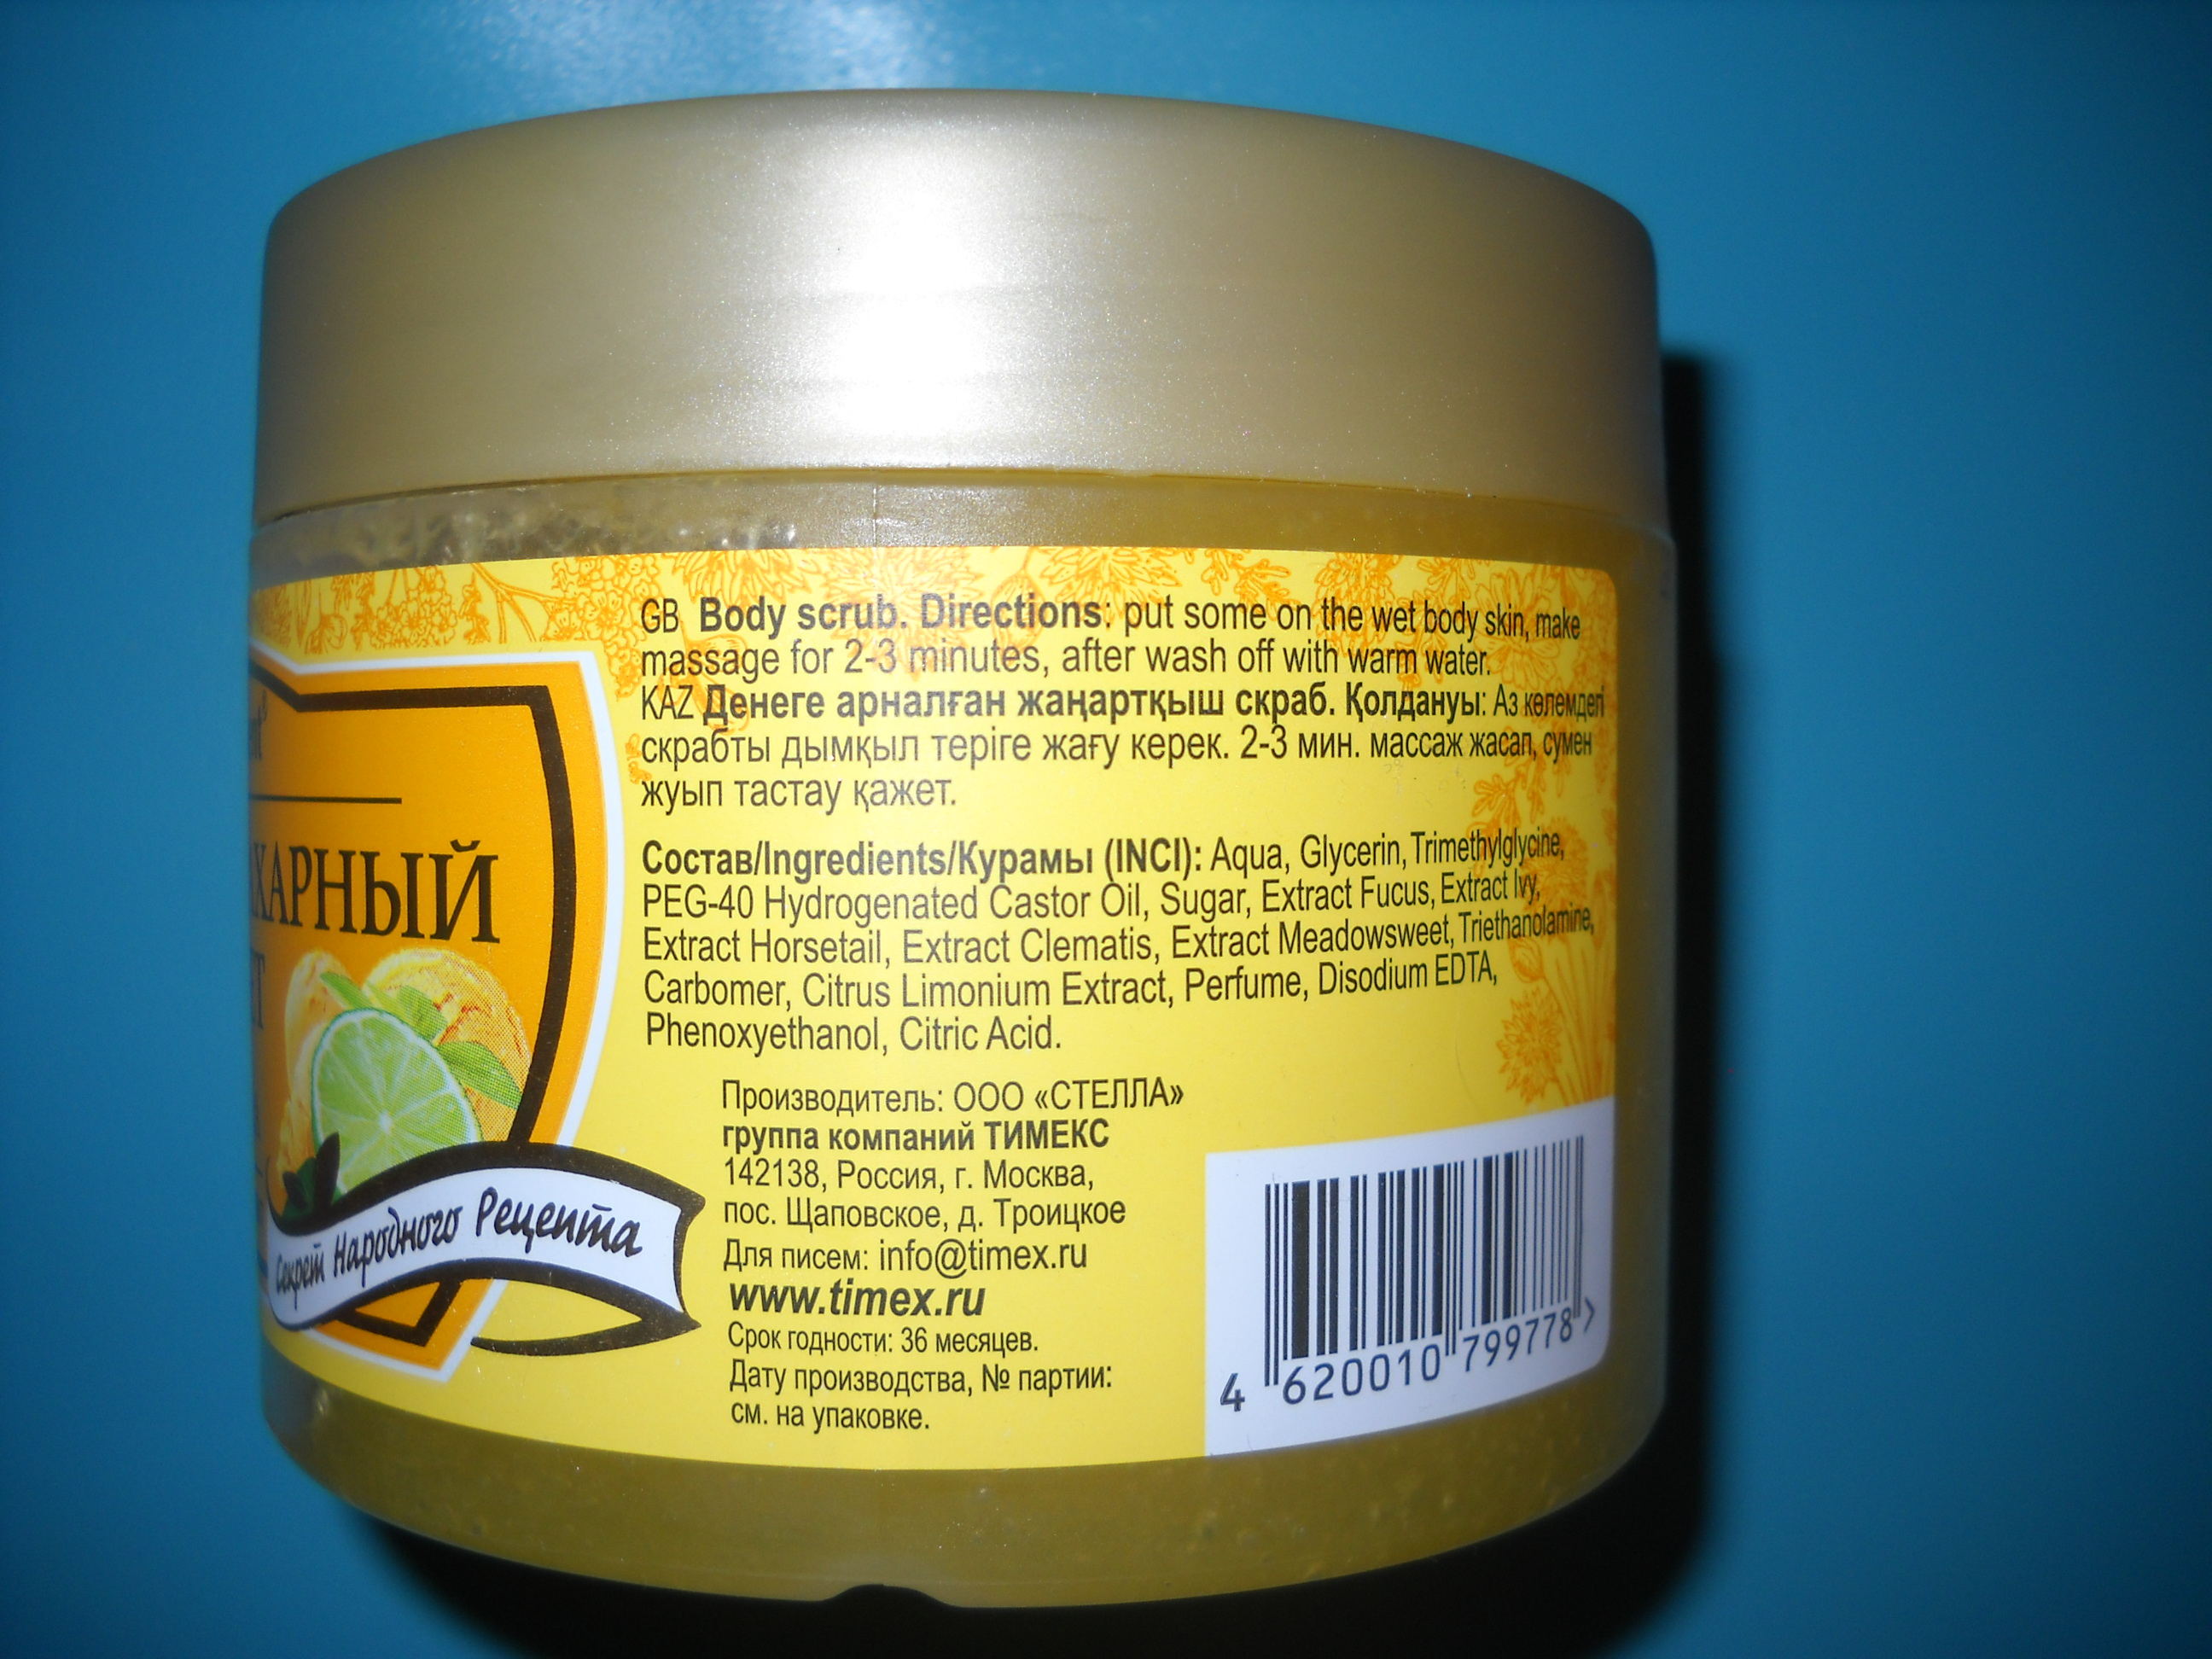 GB Body scrub. Directions: put some on the wet body skin, make
massage for 2-3 minutes, after wash off with warm water.
KAZ Денеге арналған жаңартқыш скраб. Қолдануы: Аз көлемдегі
скрабты дымқыл теріге жағу керек. 2-3 мин. массаж жасап, сумен
жуып тастау қажет.
Состав/Ingredients/Курамы (INCI): Aqua, Glycerin, Trimethylglycine,
PEG-40 Hydrogenated Castor Oil, Sugar, Extract Fucus, Extract Ivy,
Extract Horsetail, Extract Clematis, Extract Meadowsweet, Triethanolamine,
Carbomer, Citrus Limonium Extract, Perfume, Disodium EDTA,
Phenoxyethanol, Citric Acid.
Производитель: ООО «СТЕЛЛА»
группа компаний ТИМЕКС
142138, Россия, г. Москва,
пос. Щаповское, д. Троицкое
Для писем: info@timex.ru
www.timex.ru
Срок годности: 36 месяцев.
Дату производства, № партии:
см. на упаковке.
4 620010 799778 >
ХАРНЫЙ
Секрет Народного Рецепта